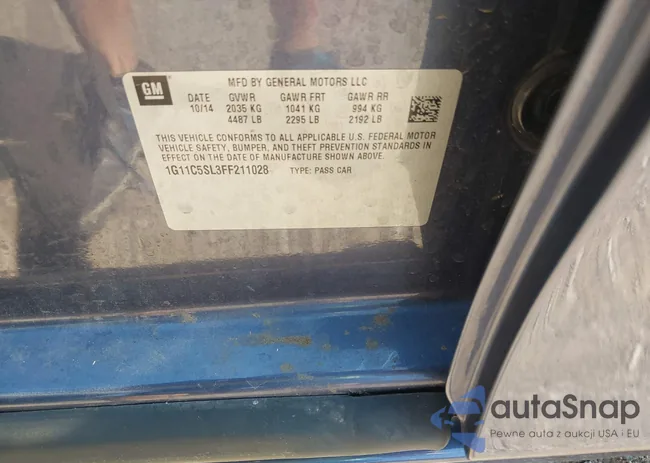 GM
MFD BY GENERAL MOTORS LLC
DATE GVWR GAWR FRT GAWR RR
10/14 2035 KG 1041 KG 994 KG
4487 LB 2295 LB 2192 LB
THIS VEHICLE CONFORMS TO ALL APPLICABLE U.S. FEDERAL MOTOR
VEHICLE SAFETY, BUMPER, AND THEFT PREVENTION STANDARDS IN
EFFECT ON THE DATE OF MANUFACTURE SHOWN ABOVE.
1G11C5SL3FF211028 TYPE: PASS CAR
autaSnap
Pewne auta z aukcji USA i EU